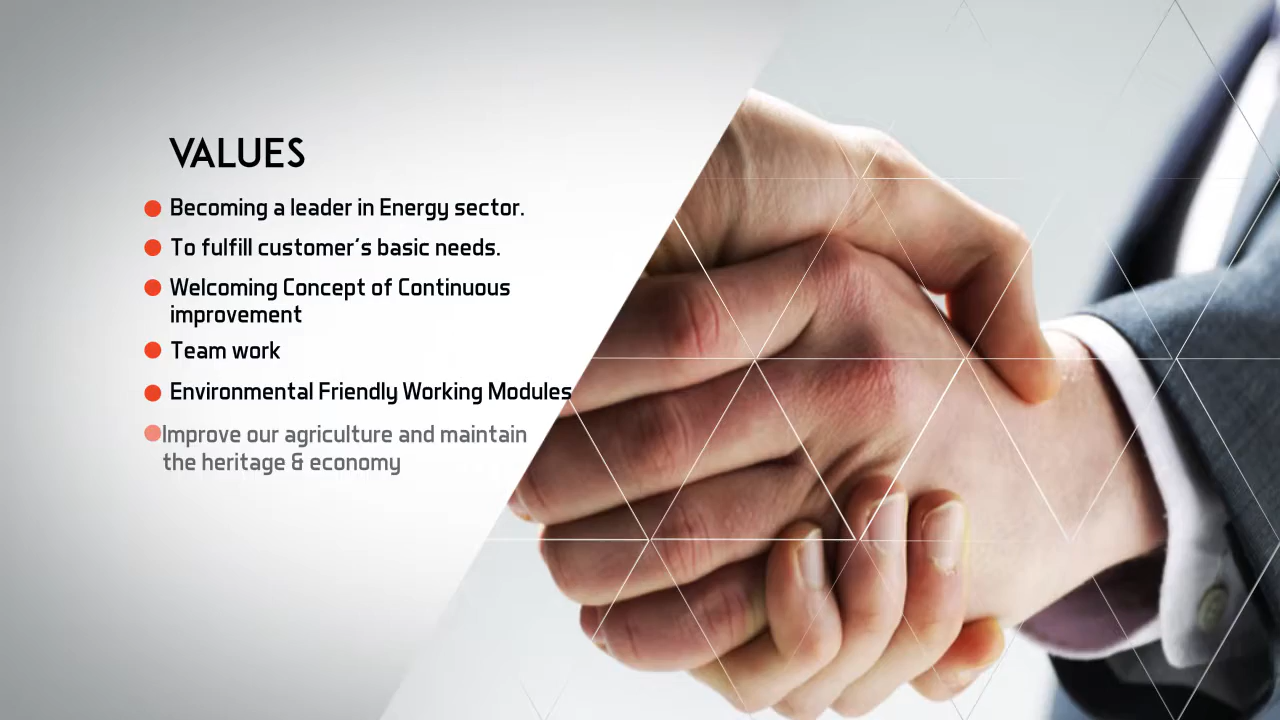 VALUES
Becoming a leader in Energy sector.
To fulfill customer's basic needs.
Welcoming Concept of Continuous
improvement
Team work
Environmental Friendly Working Modules
Improve our agriculture and maintain
the heritage & economy